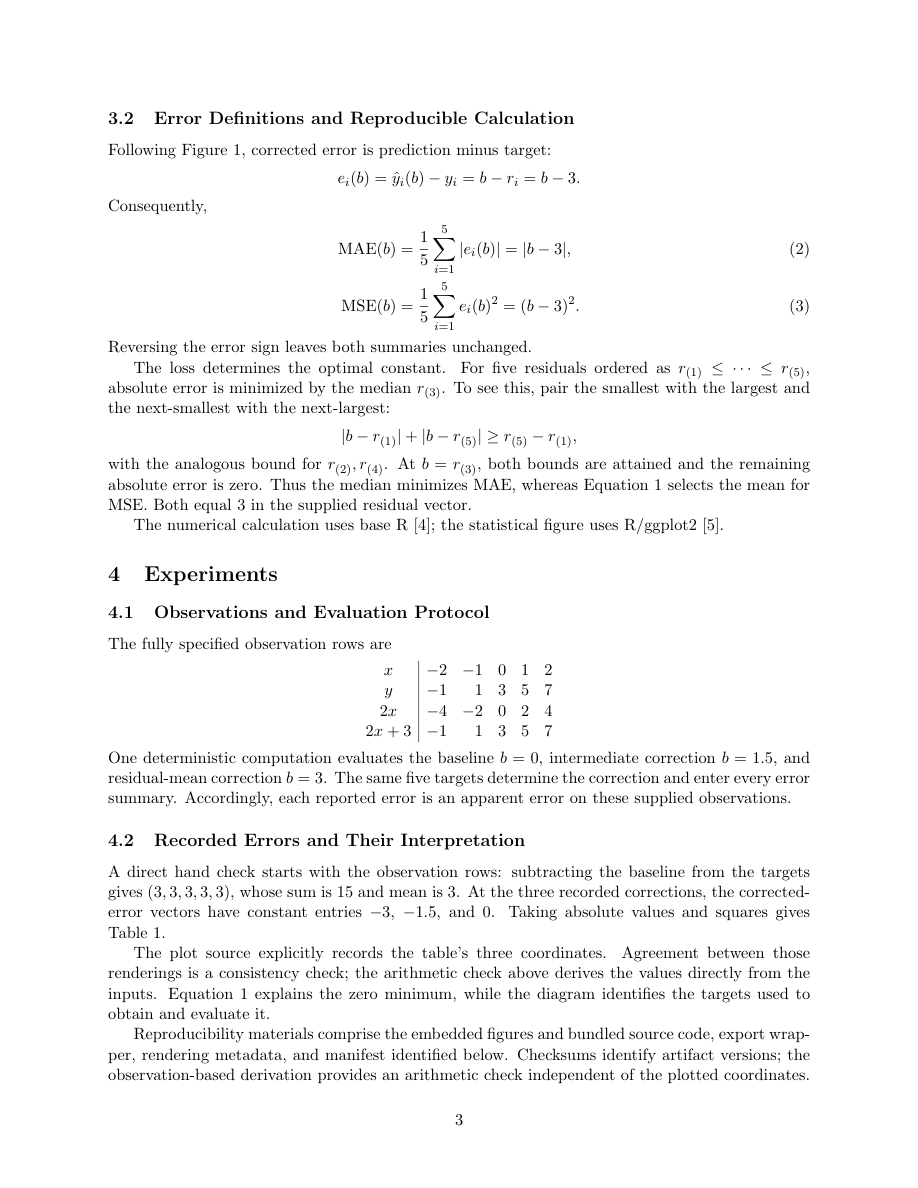 3.2 Error Definitions and Reproducible Calculation
Following Figure 1, corrected error is prediction minus target:
eᵢ(b) = ŷᵢ(b) − yᵢ = b − rᵢ = b − 3.
Consequently,
MAE(b) = 1/5 ∑_{i=1}^{5} |eᵢ(b)| = |b − 3|, (2)
MSE(b) = 1/5 ∑_{i=1}^{5} eᵢ(b)² = (b − 3)². (3)
Reversing the error sign leaves both summaries unchanged.
The loss determines the optimal constant. For five residuals ordered as r₍₁₎ ≤ ··· ≤ r₍₅₎,
absolute error is minimized by the median r₍₃₎. To see this, pair the smallest with the largest and
the next-smallest with the next-largest:
|b − r₍₁₎| + |b − r₍₅₎| ≥ r₍₅₎ − r₍₁₎,
with the analogous bound for r₍₂₎, r₍₄₎. At b = r₍₃₎, both bounds are attained and the remaining
absolute error is zero. Thus the median minimizes MAE, whereas Equation 1 selects the mean for
MSE. Both equal 3 in the supplied residual vector.
The numerical calculation uses base R [4]; the statistical figure uses R/ggplot2 [5].
4 Experiments
4.1 Observations and Evaluation Protocol
The fully specified observation rows are
x | −2 −1 0 1 2
y | −1 1 3 5 7
2x | −4 −2 0 2 4
2x + 3 | −1 1 3 5 7
One deterministic computation evaluates the baseline b = 0, intermediate correction b = 1.5, and
residual-mean correction b = 3. The same five targets determine the correction and enter every error
summary. Accordingly, each reported error is an apparent error on these supplied observations.
4.2 Recorded Errors and Their Interpretation
A direct hand check starts with the observation rows: subtracting the baseline from the targets
gives (3, 3, 3, 3, 3), whose sum is 15 and mean is 3. At the three recorded corrections, the corrected-
error vectors have constant entries −3, −1.5, and 0. Taking absolute values and squares gives
Table 1.
The plot source explicitly records the table's three coordinates. Agreement between those
renderings is a consistency check; the arithmetic check above derives the values directly from the
inputs. Equation 1 explains the zero minimum, while the diagram identifies the targets used to
obtain and evaluate it.
Reproducibility materials comprise the embedded figures and bundled source code, export wrap-
per, rendering metadata, and manifest identified below. Checksums identify artifact versions; the
observation-based derivation provides an arithmetic check independent of the plotted coordinates.
3